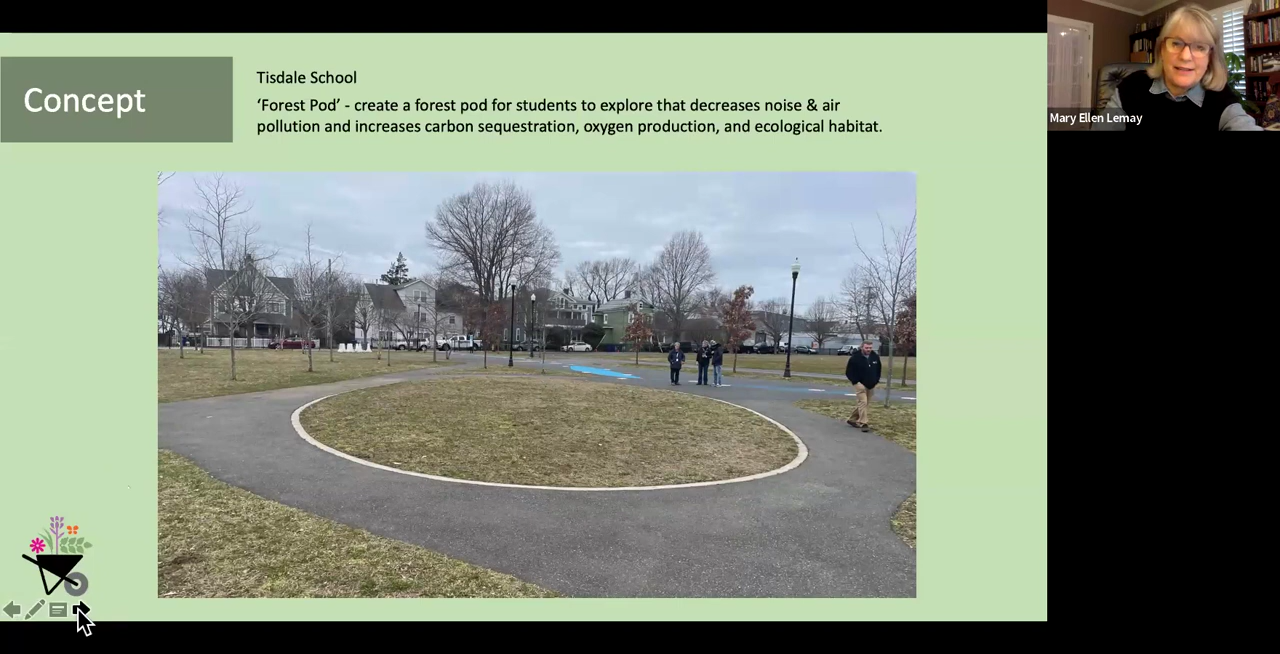 Concept
Tisdale School
‘Forest Pod’ - create a forest pod for students to explore that decreases noise & air
pollution and increases carbon sequestration, oxygen production, and ecological habitat.
Mary Ellen Lemay